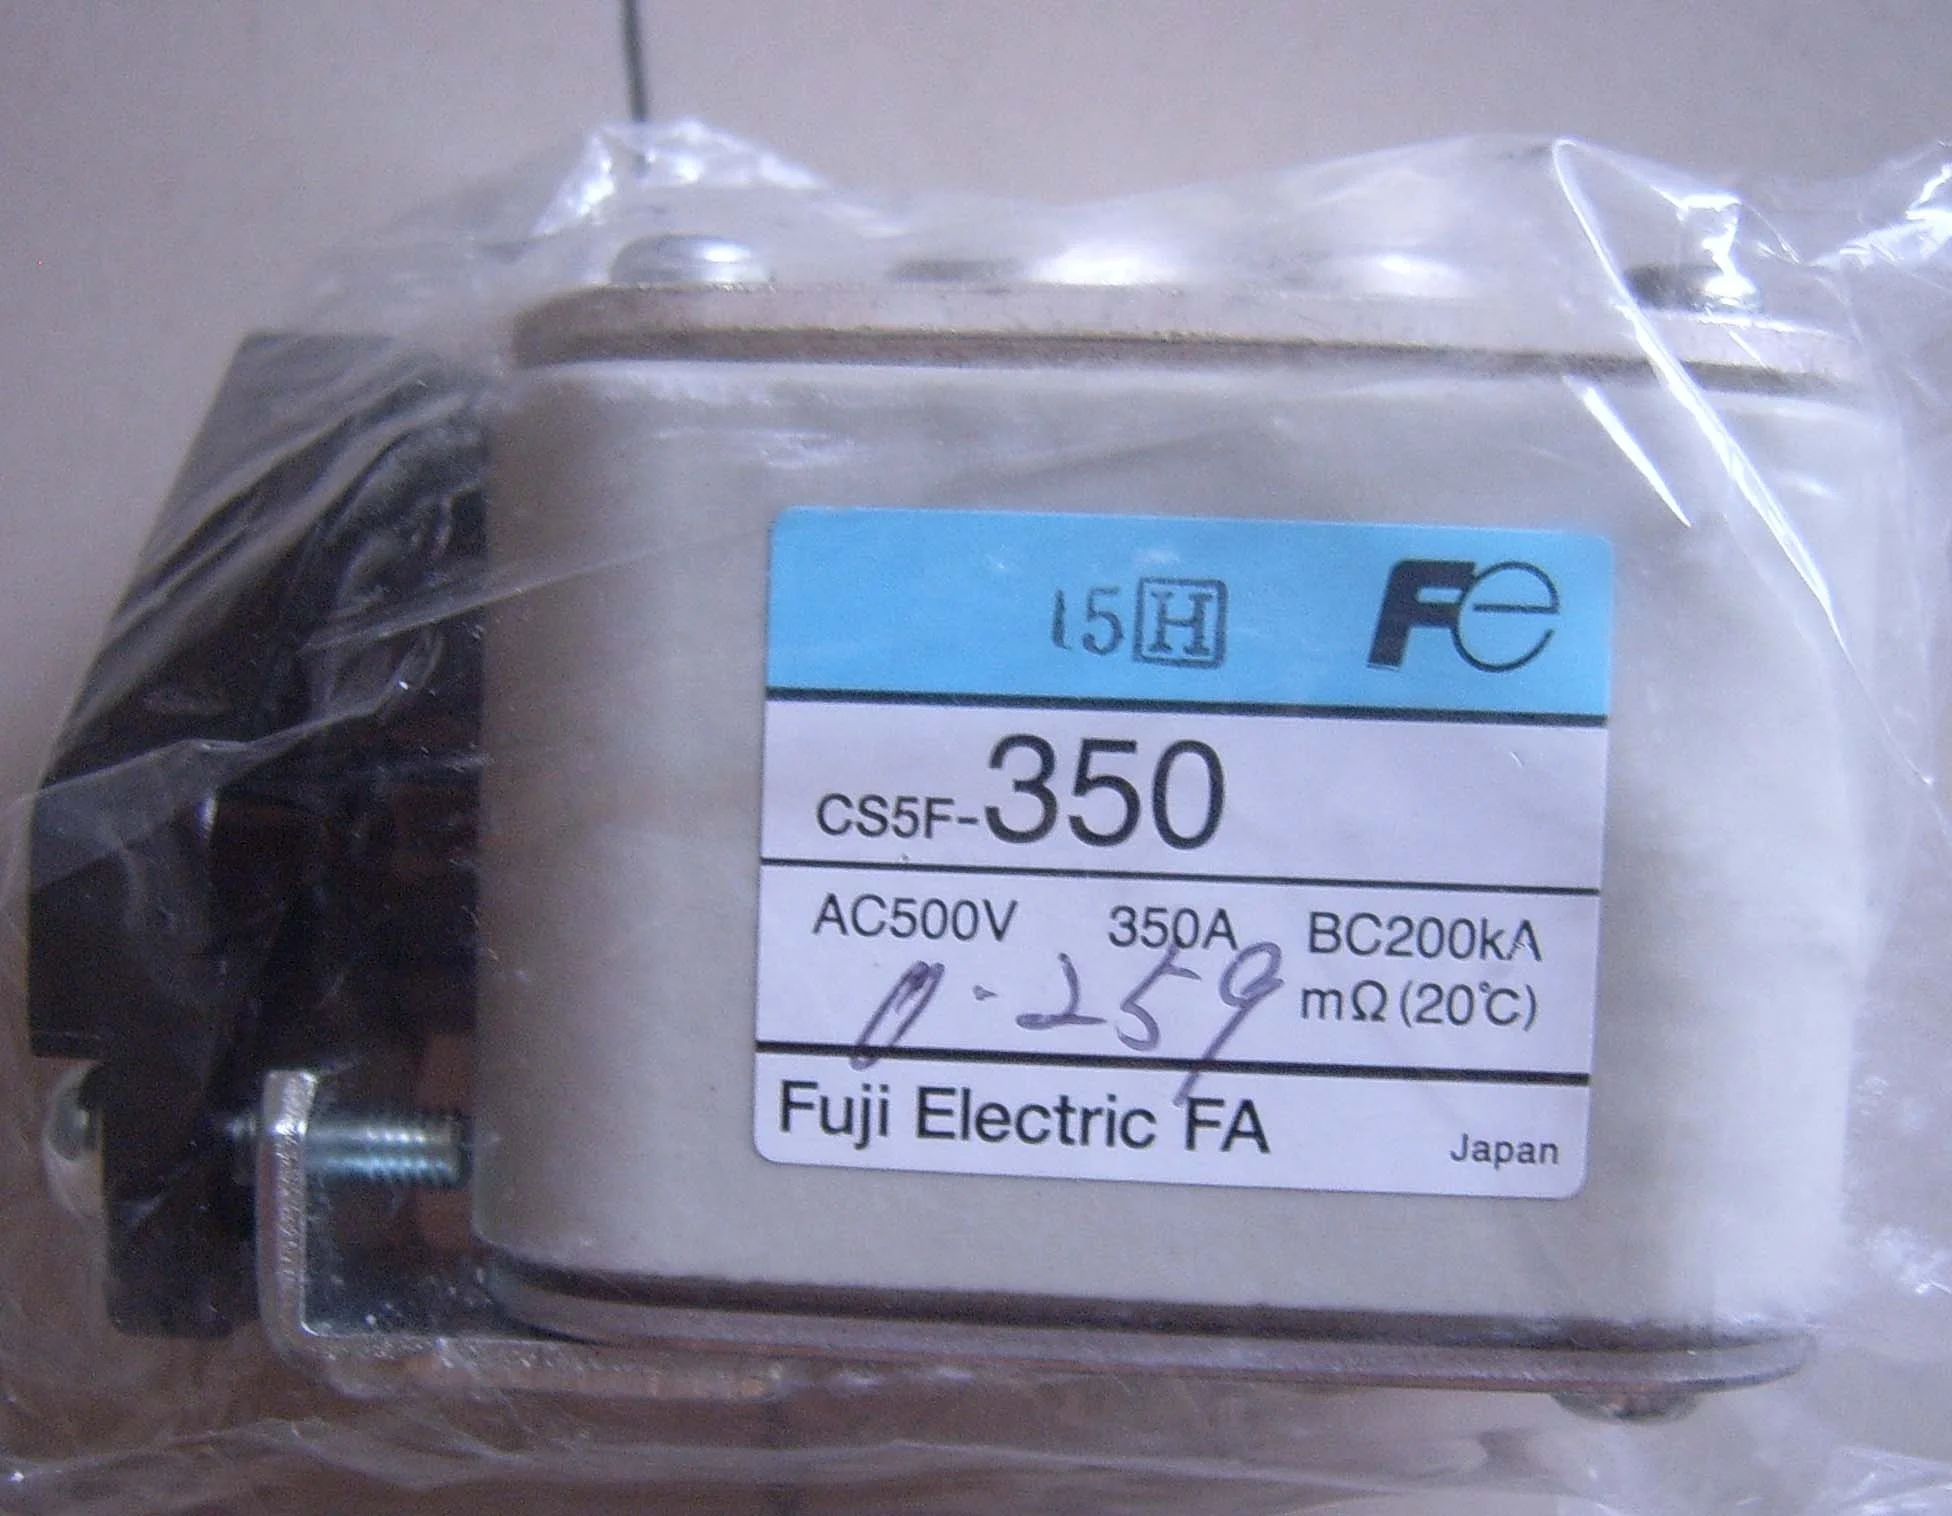 15H Fe
CS5F-350
AC500V 350A BC200kA
0.259 mΩ(20℃)
Fuji Electric FA
Japan